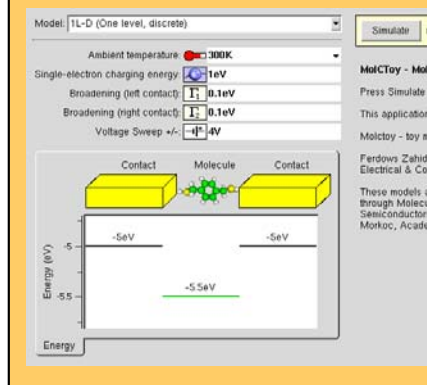 Model: 1L-D (One level, discrete)
Ambient temperature: 300K
Single-electron charging energy: 1eV
Broadening (left contact): Γ1 0.1eV
Broadening (right contact): Γ2 0.1eV
Voltage Sweep +/-: 4V
Contact Molecule Contact
-5eV -5eV
-5.5eV
Energy (eV)
-5
-5.5
Energy
Simulate
MolCToy - Mol
Press Simulate
This application
Molctoy - toy m
Ferdows Zahid
Electrical & Co
These models a
through Molecu
Semiconductor
Morkoc, Acade